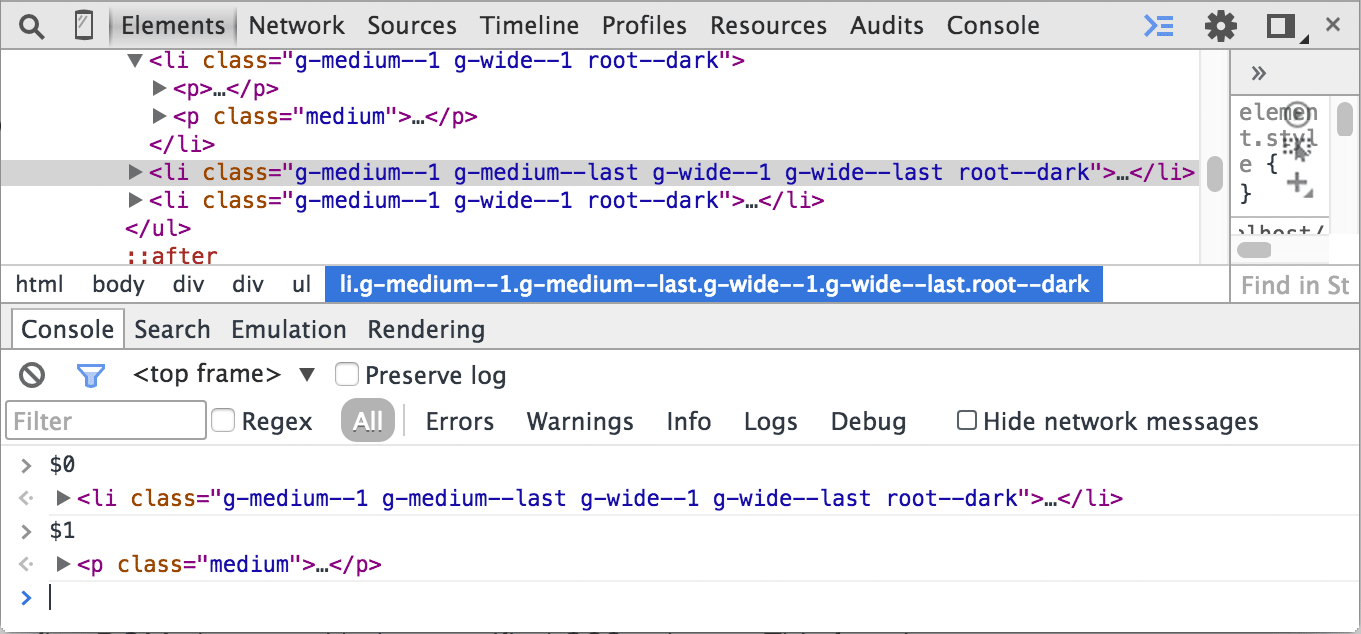 Elements Network Sources Timeline Profiles Resources Audits Console
▼<li class="g-medium--1 g-wide--1 root--dark">
▶<p>…</p>
▶<p class="medium">…</p>
</li>
▶<li class="g-medium--1 g-medium--last g-wide--1 g-wide--last root--dark">…</li>
▶<li class="g-medium--1 g-wide--1 root--dark">…</li>
</ul>
::after
»
elemen
t.styl
e {
}
lhost/
html body div div ul li.g-medium--1.g-medium--last.g-wide--1.g-wide--last.root--dark
Find in St
Console Search Emulation Rendering
<top frame> ▼ Preserve log
Filter Regex All Errors Warnings Info Logs Debug Hide network messages
> $0
▶<li class="g-medium--1 g-medium--last g-wide--1 g-wide--last root--dark">…</li>
> $1
▶<p class="medium">…</p>
>